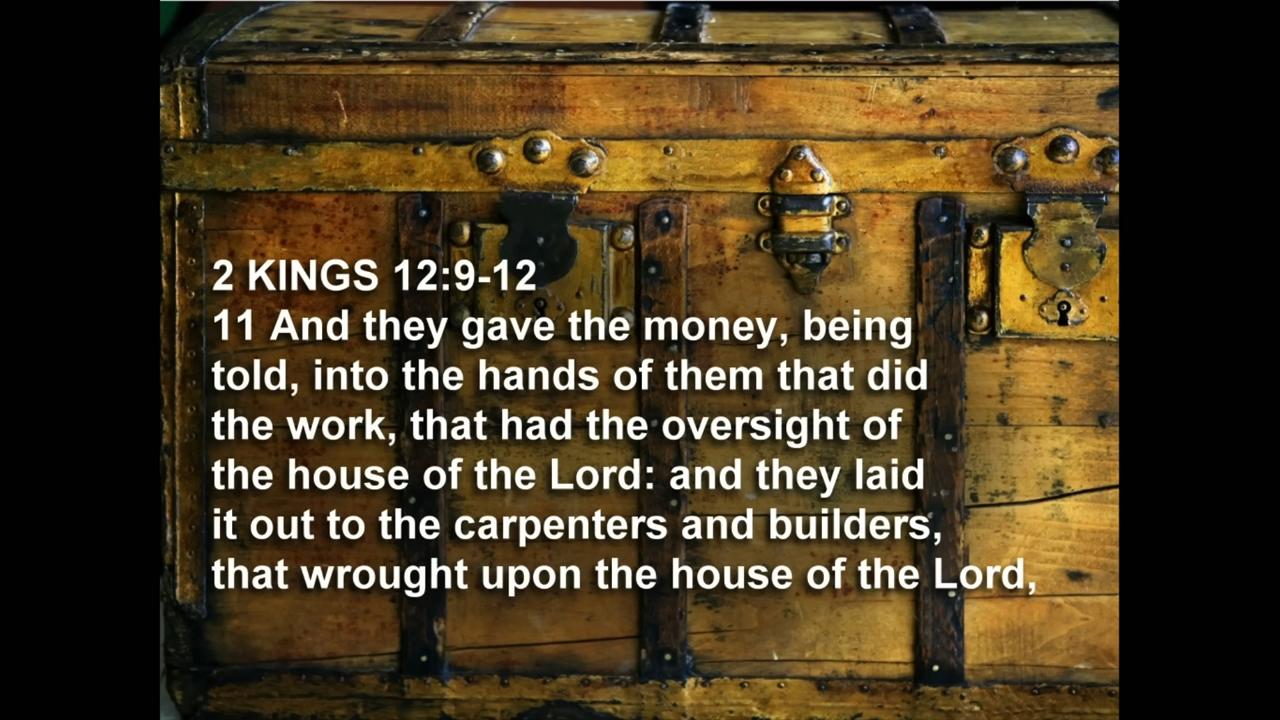 2 KINGS 12:9-12
11 And they gave the money, being
told, into the hands of them that did
the work, that had the oversight of
the house of the Lord: and they laid
it out to the carpenters and builders,
that wrought upon the house of the Lord,